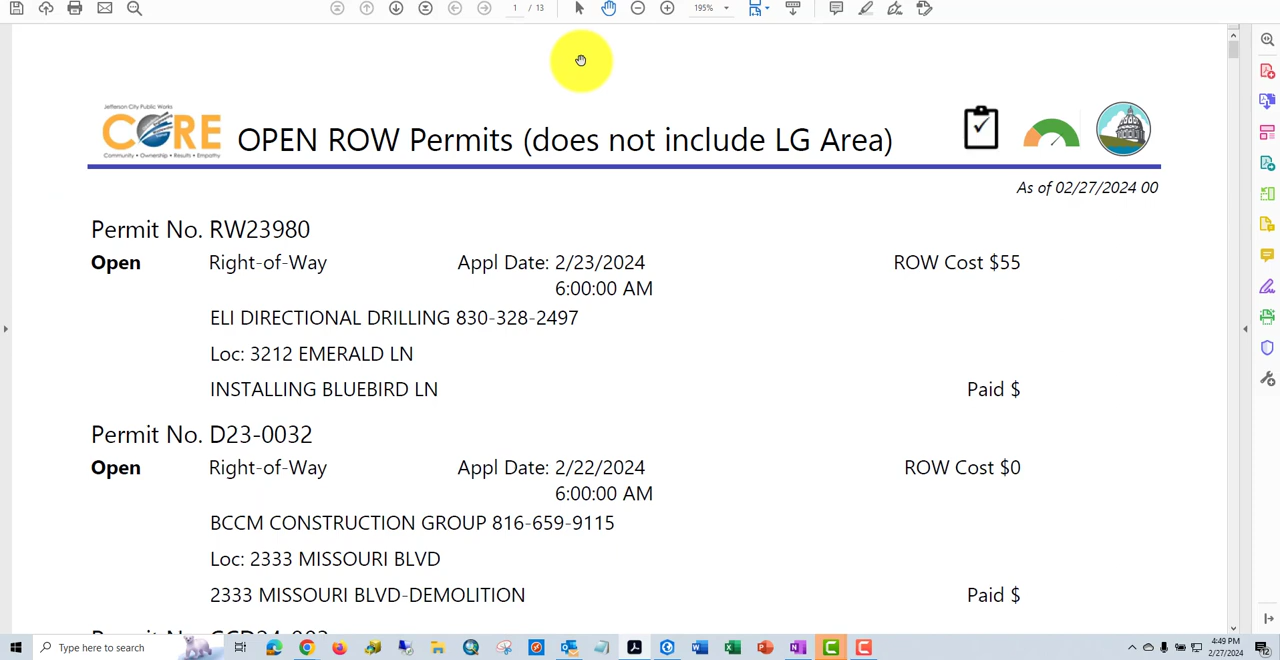 1 / 13
195%
Jefferson City Public Works
CORE
Community • Ownership • Results • Empathy
OPEN ROW Permits (does not include LG Area)
As of 02/27/2024 00
Permit No. RW23980
Open Right-of-Way Appl Date: 2/23/2024 ROW Cost $55
6:00:00 AM
ELI DIRECTIONAL DRILLING 830-328-2497
Loc: 3212 EMERALD LN
INSTALLING BLUEBIRD LN Paid $
Permit No. D23-0032
Open Right-of-Way Appl Date: 2/22/2024 ROW Cost $0
6:00:00 AM
BCCM CONSTRUCTION GROUP 816-659-9115
Loc: 2333 MISSOURI BLVD
2333 MISSOURI BLVD-DEMOLITION Paid $
Type here to search
4:49 PM
2/27/2024